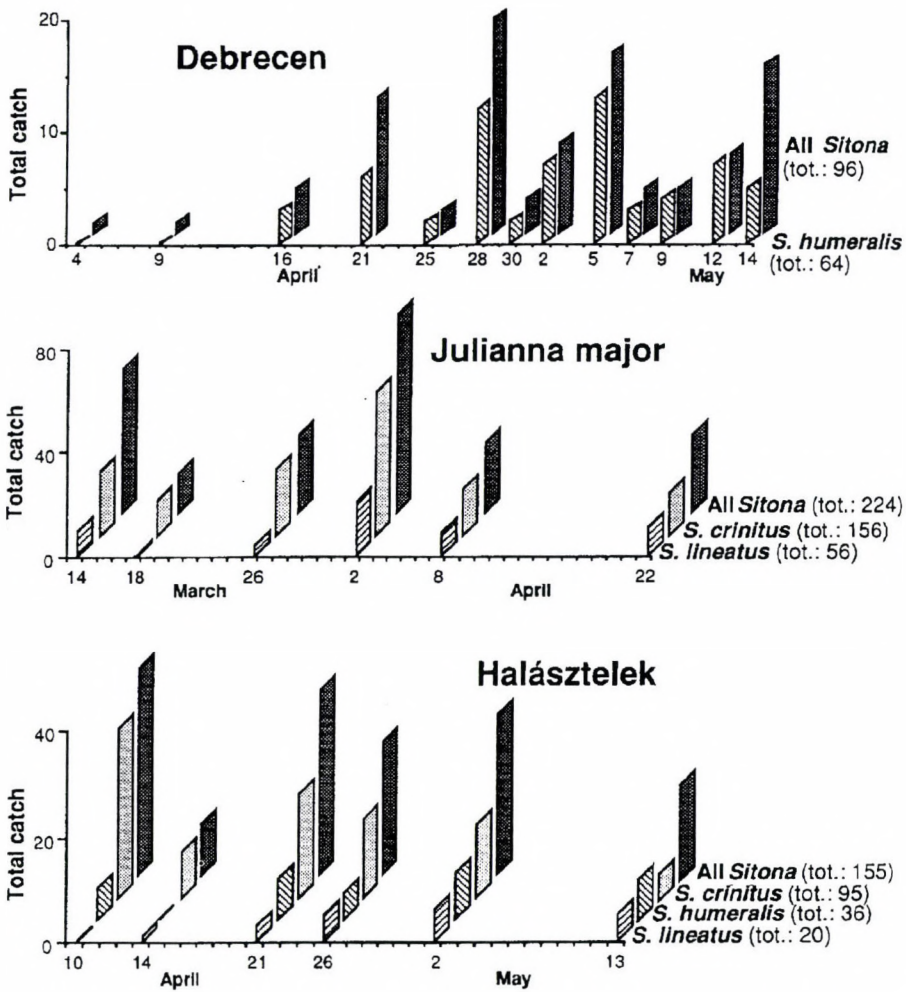 Debrecen
Total catch
20
10
0
4 9 16 21 25 28 30 2 5 7 9 12 14
April May
All Sitona
(tot.: 96)
S. humeralis
(tot.: 64)
Julianna major
Total catch
80
40
0
14 18 26 2 8 22
March April
All Sitona (tot.: 224)
S. crinitus (tot.: 156)
S. lineatus (tot.: 56)
Halásztelek
Total catch
40
20
0
10 14 21 26 2 13
April May
All Sitona (tot.: 155)
S. crínitus (tot.: 95)
S. humeralis (tot.: 36)
S. lineatus (tot.: 20)